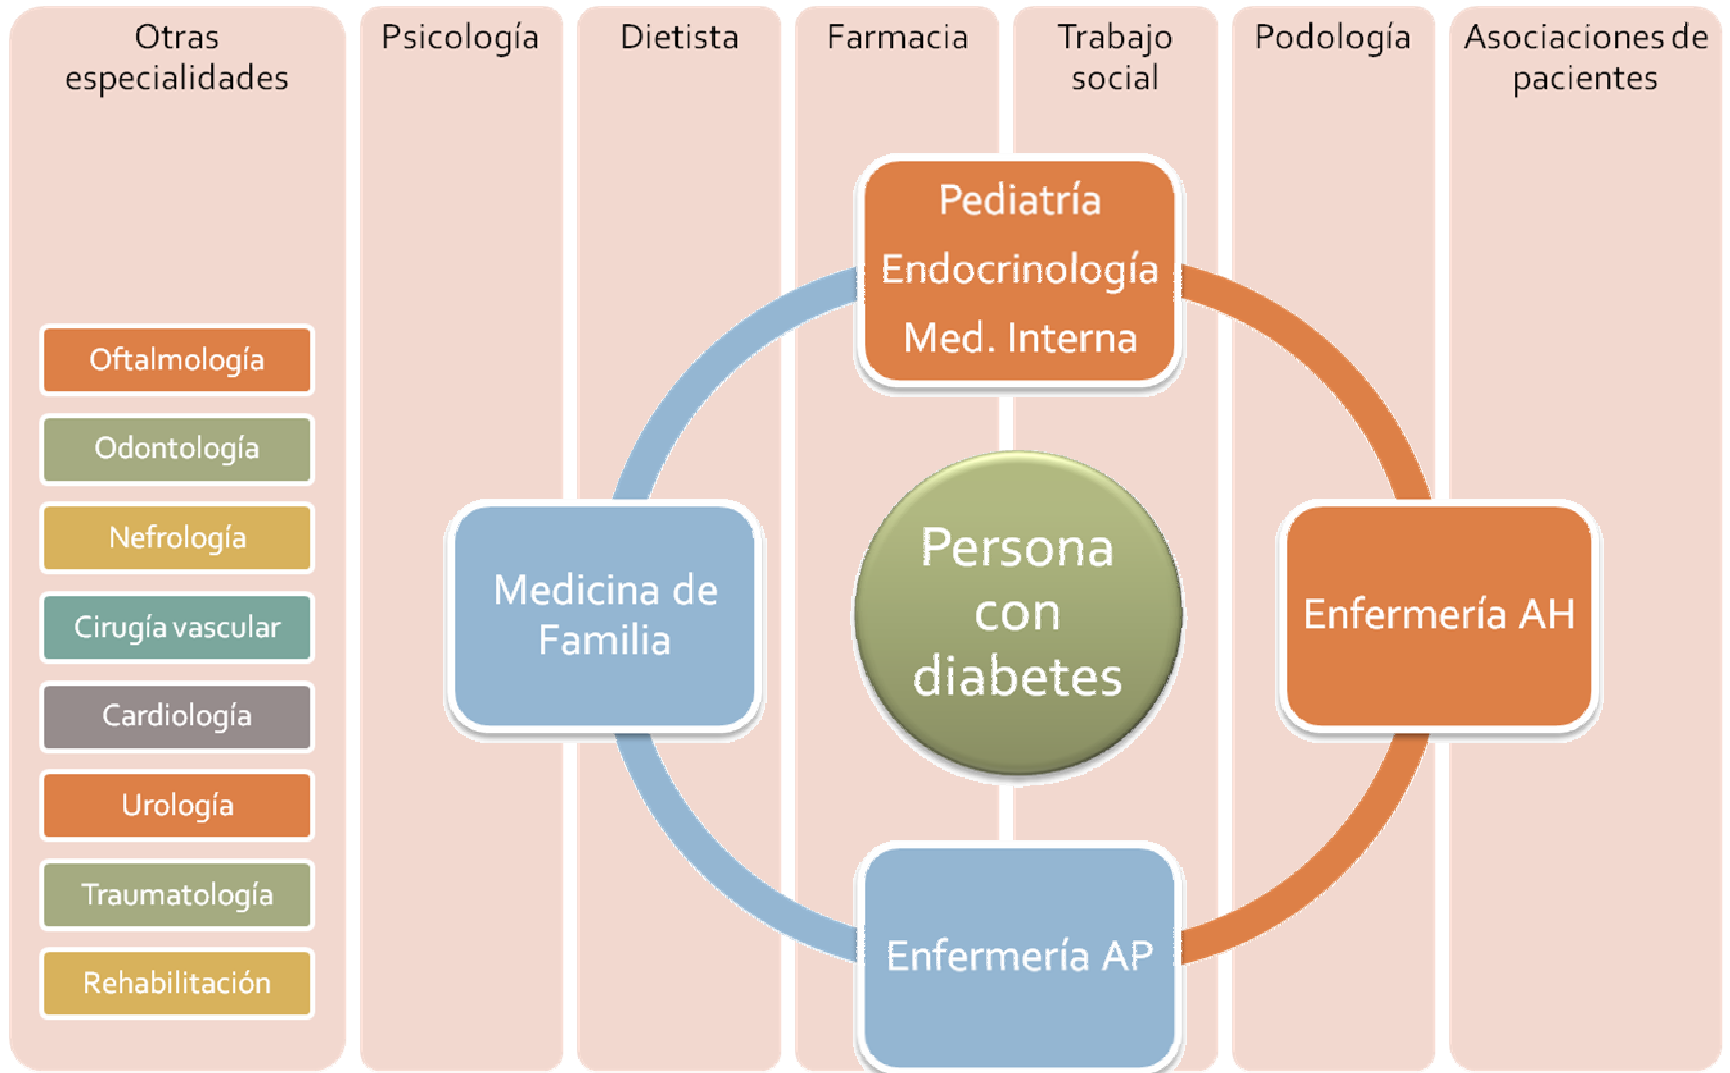 Otras
especialidades
Psicología
Dietista
Farmacia
Trabajo
social
Podología
Asociaciones de
pacientes
Oftalmología
Odontología
Nefrología
Cirugía vascular
Cardiología
Urología
Traumatología
Rehabilitación
Pediatría
Endocrinología
Med. Interna
Medicina de
Familia
Persona
con
diabetes
Enfermería AH
Enfermería AP